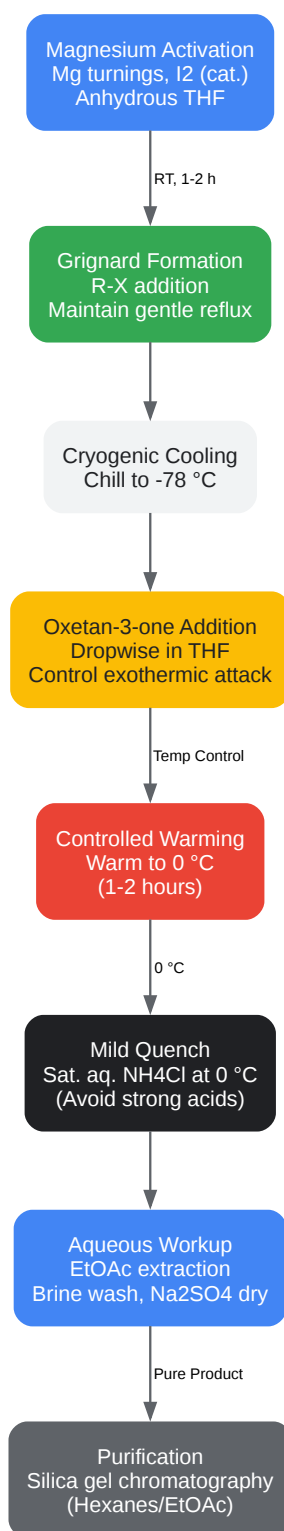 Magnesium Activation
Mg turnings, I2 (cat.)
Anhydrous THF
RT, 1-2 h
Grignard Formation
R-X addition
Maintain gentle reflux
Cryogenic Cooling
Chill to -78 °C
Oxetan-3-one Addition
Dropwise in THF
Control exothermic attack
Temp Control
Controlled Warming
Warm to 0 °C
(1-2 hours)
0 °C
Mild Quench
Sat. aq. NH4Cl at 0 °C
(Avoid strong acids)
Aqueous Workup
EtOAc extraction
Brine wash, Na2SO4 dry
Pure Product
Purification
Silica gel chromatography
(Hexanes/EtOAc)